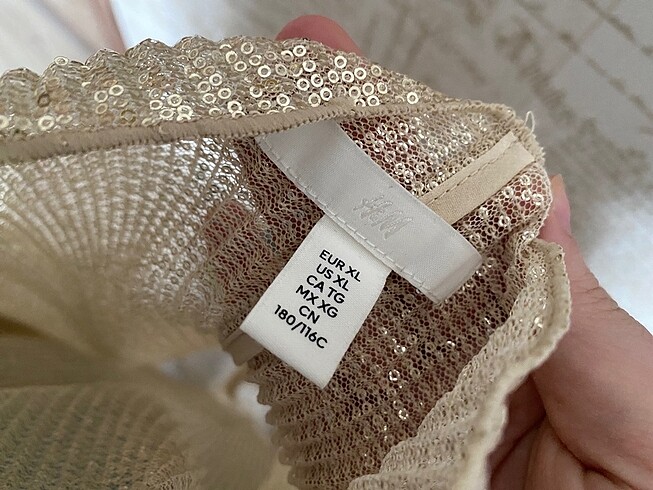 H&M
EUR XL
US XL
CA TG
MX XG
CN
180/116C